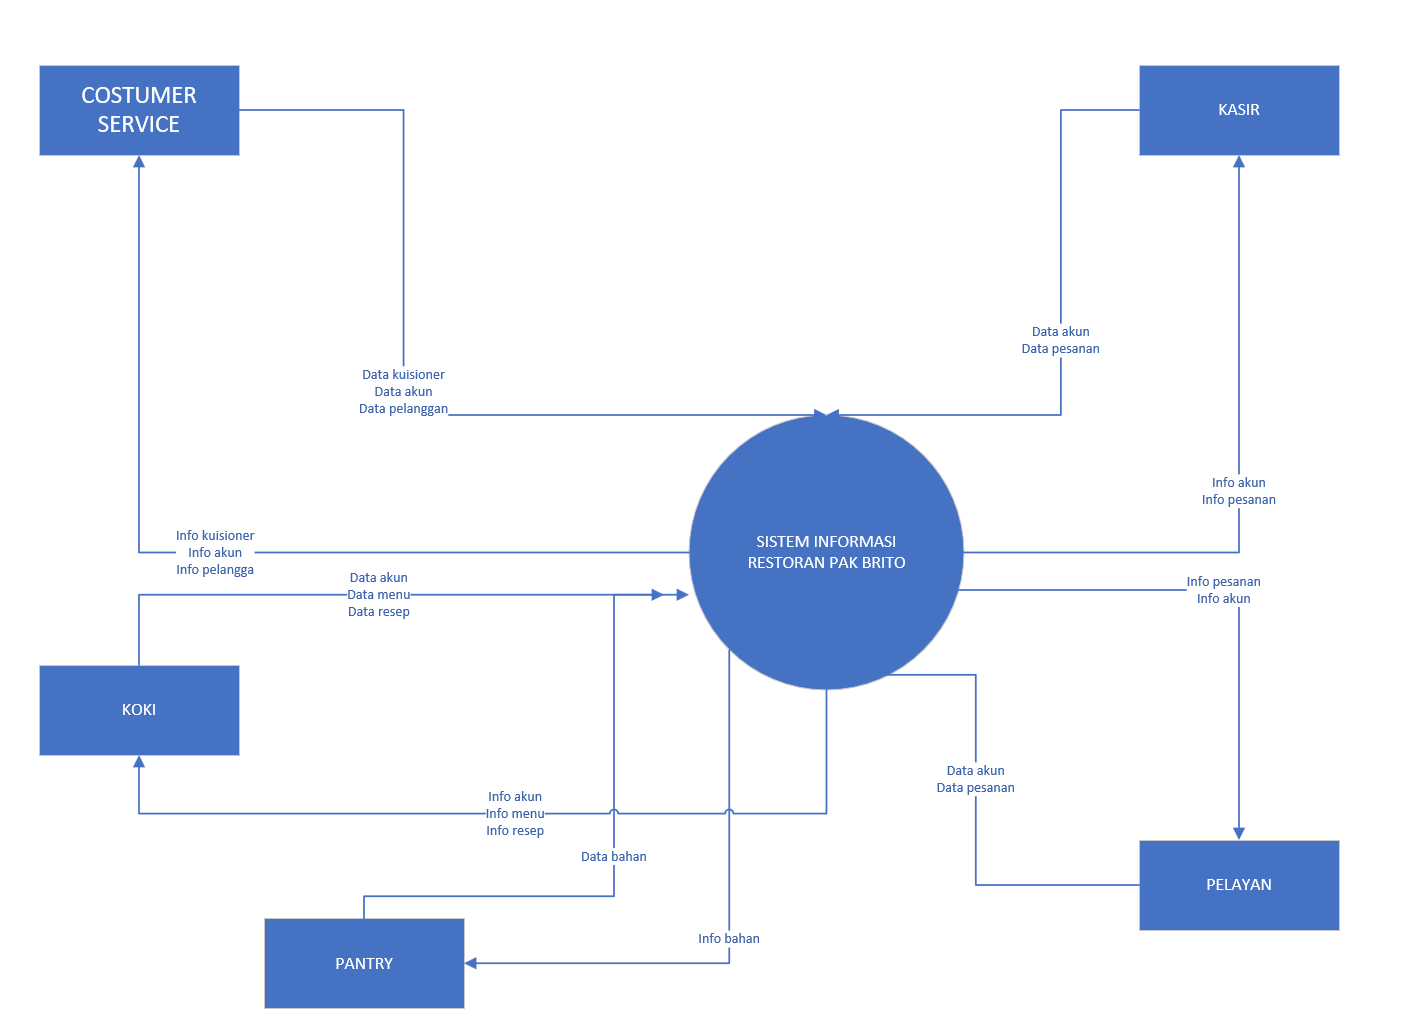 COSTUMER
SERVICE
KASIR
Data akun
Data pesanan
Data kuisioner
Data akun
Data pelanggan
Info akun
Info pesanan
SISTEM INFORMASI
RESTORAN PAK BRITO
Info kuisioner
Info akun
Info pelangga
Data akun
Data menu
Data resep
Info pesanan
Info akun
KOKI
Data akun
Data pesanan
Info akun
Info menu
Info resep
Data bahan
PELAYAN
Info bahan
PANTRY